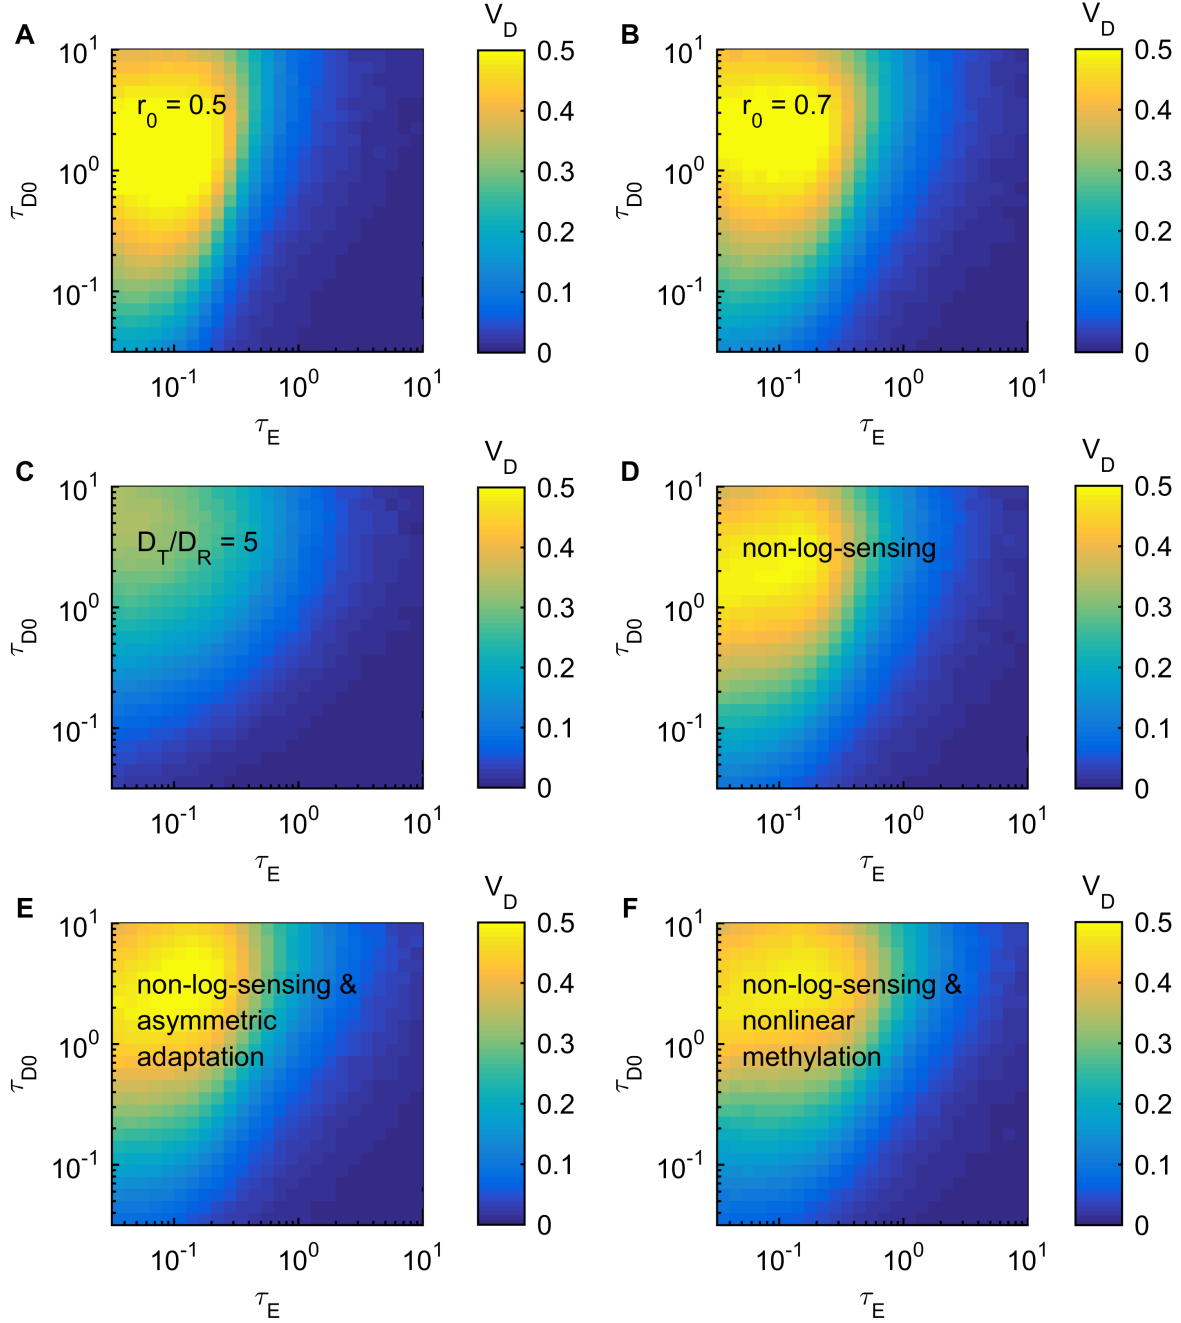 A
V_D
10^1
10^0
10^-1
τ_D0
r_0 = 0.5
0.5
0.4
0.3
0.2
0.1
0
10^-1 10^0 10^1
τ_E
B
V_D
10^1
10^0
10^-1
τ_D0
r_0 = 0.7
0.5
0.4
0.3
0.2
0.1
0
10^-1 10^0 10^1
τ_E
C
V_D
10^1
10^0
10^-1
τ_D0
D_T/D_R = 5
0.5
0.4
0.3
0.2
0.1
0
10^-1 10^0 10^1
τ_E
D
V_D
10^1
10^0
10^-1
τ_D0
non-log-sensing
0.5
0.4
0.3
0.2
0.1
0
10^-1 10^0 10^1
τ_E
E
V_D
10^1
10^0
10^-1
τ_D0
non-log-sensing &
asymmetric
adaptation
0.5
0.4
0.3
0.2
0.1
0
10^-1 10^0 10^1
τ_E
F
V_D
10^1
10^0
10^-1
τ_D0
non-log-sensing &
nonlinear
methylation
0.5
0.4
0.3
0.2
0.1
0
10^-1 10^0 10^1
τ_E